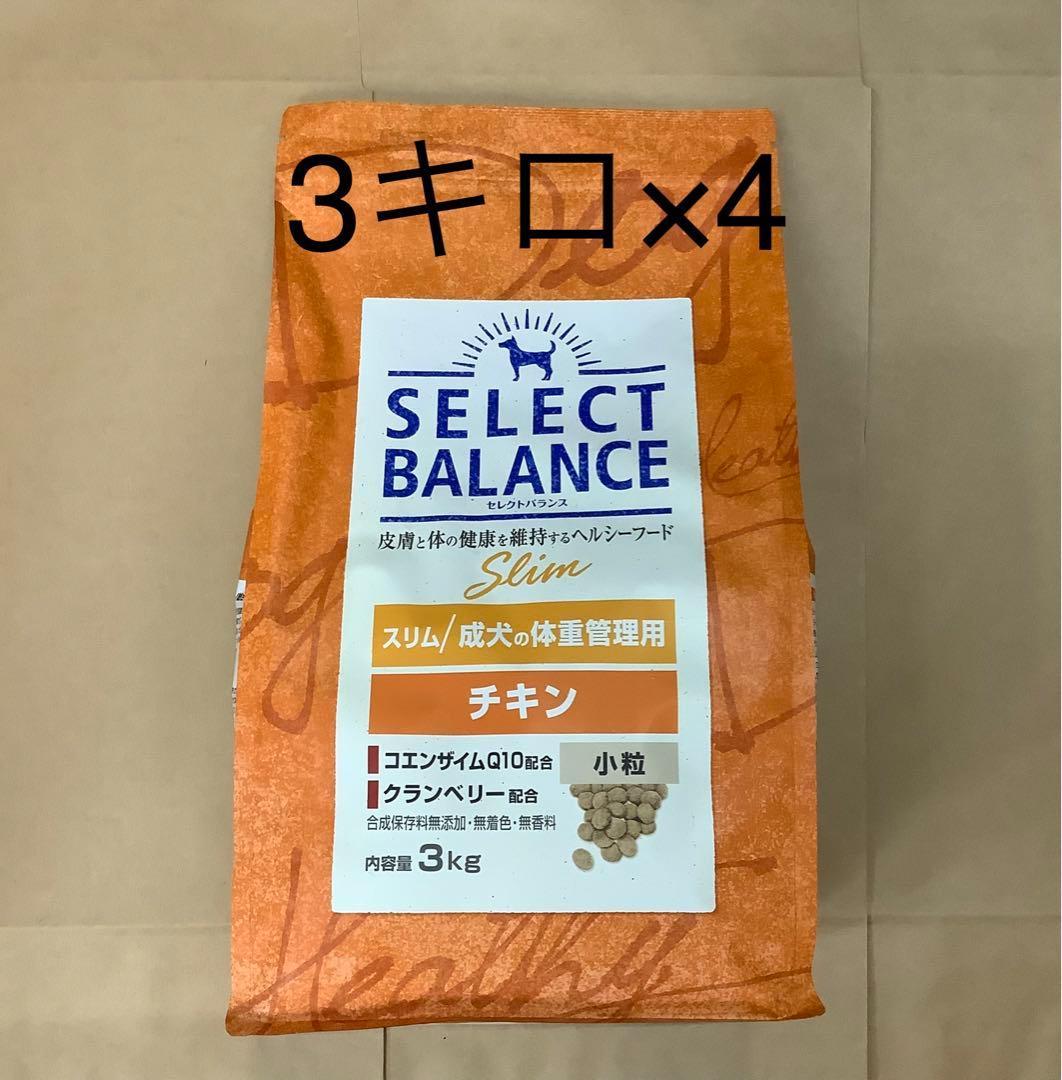 3キロ×4
Dog
SELECT
BALANCE
セレクトバランス
皮膚と体の健康を維持するヘルシーフード
Slim
スリム/成犬の体重管理用
チキン
コエンザイムQ10配合
小粒
クランベリー配合
合成保存料無添加・無着色・無香料
内容量 3kg
Healthy